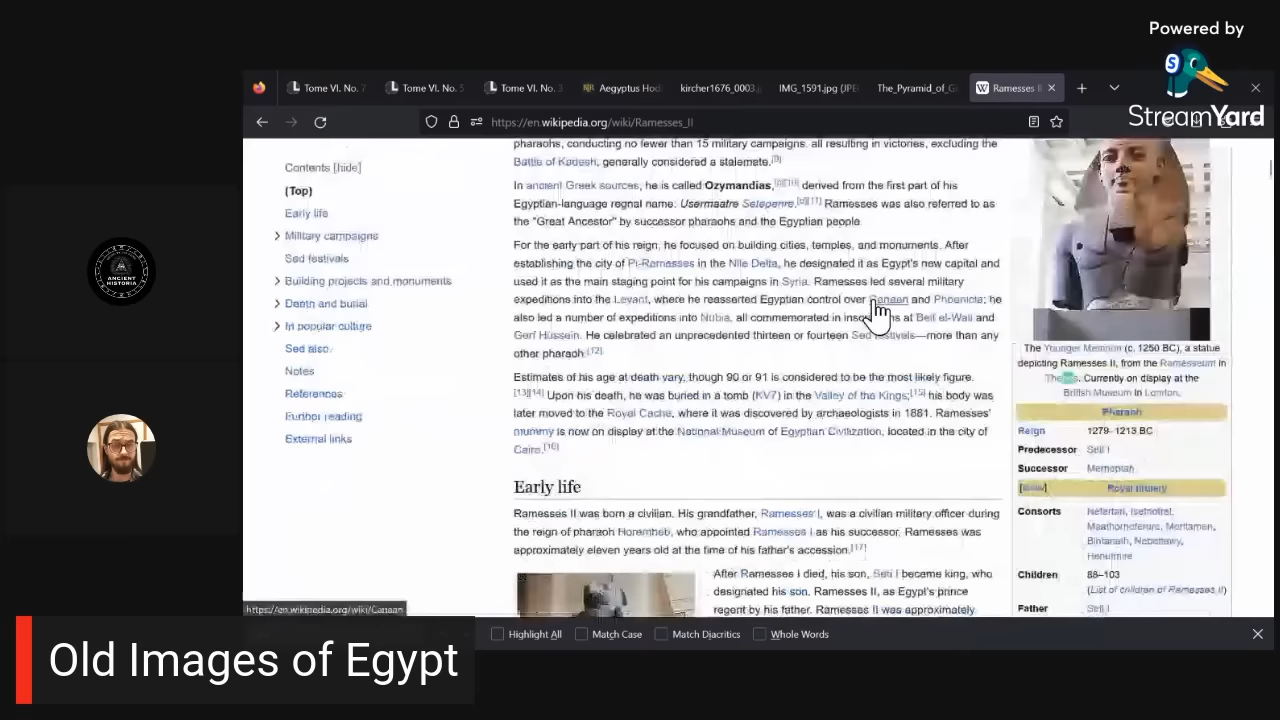 Powered by
StreamYard
Tome VI. No. 7
Tome VI. No. 5
Tome VI. No. 3
Aegyptus Hod
kircher1676_0003.j
IMG_1591.jpg (JPE
The_Pyramid_of_G
Ramesses II
https://en.wikipedia.org/wiki/Ramesses_II
Contents [hide]
(Top)
Early life
Military campaigns
Sed festivals
Building projects and monuments
Death and burial
In popular culture
See also
Notes
References
Further reading
External links
pharaohs, conducting no fewer than 15 military campaigns, all resulting in victories, excluding the
Battle of Kadesh, generally considered a stalemate.
In ancient Greek sources, he is called Ozymandias, derived from the first part of his
Egyptian-language regnal name: Usermaatre Setepenre. Ramesses was also referred to as
the "Great Ancestor" by successor pharaohs and the Egyptian people.
For the early part of his reign, he focused on building cities, temples, and monuments. After
establishing the city of Pi-Ramesses in the Nile Delta, he designated it as Egypt's new capital and
used it as the main staging point for his campaigns in Syria. Ramesses led several military
expeditions into the Levant, where he reasserted Egyptian control over Canaan and Phoenicia; he
also led a number of expeditions into Nubia, all commemorated in at Beit el-Wali and
Gerf Hussein. He celebrated an unprecedented thirteen or fourteen Sed festivals—more than any
other pharaoh.[12]
Estimates of his age at death vary, though 90 or 91 is considered to be the most likely figure.
[13][14] Upon his death, he was buried in a tomb (KV7) in the Valley of the Kings;[15] his body was
later moved to the Royal Cache, where it was discovered by archaeologists in 1881. Ramesses'
mummy is now on display at the National Museum of Egyptian Civilization, located in the city of
Cairo.[16]
Early life
Ramesses II was born a civilian. His grandfather, Ramesses I, was a civilian military officer during
the reign of pharaoh Horemheb, who appointed Ramesses I as his successor. Ramesses was
approximately eleven years old at the time of his father's accession.[17]
After Ramesses I died, his son, Seti I became king, who
designated his son, Ramesses II, as Egypt's prince
regent by his father. Ramesses II was approximately
The Younger Memnon (c. 1250 BC), a statue
depicting Ramesses II, from the Ramesseum in
Currently on display at the
British Museum in London.
Pharaoh
Reign 1279–1213 BC
Predecessor Seti I
Successor Merneptah
Royal titulary
Consorts Nefertari, Isetnofret,
Maathorneferure, Meritamen,
Bintanath, Nebettawy,
Henutmire
Children 88–103
(List of children of Ramesses II)
Father Seti I
https://en.wikipedia.org/wiki/Canaan
Highlight All
Match Case
Match Diacritics
Whole Words
ANCIENT
HISTORIA
Old Images of Egypt